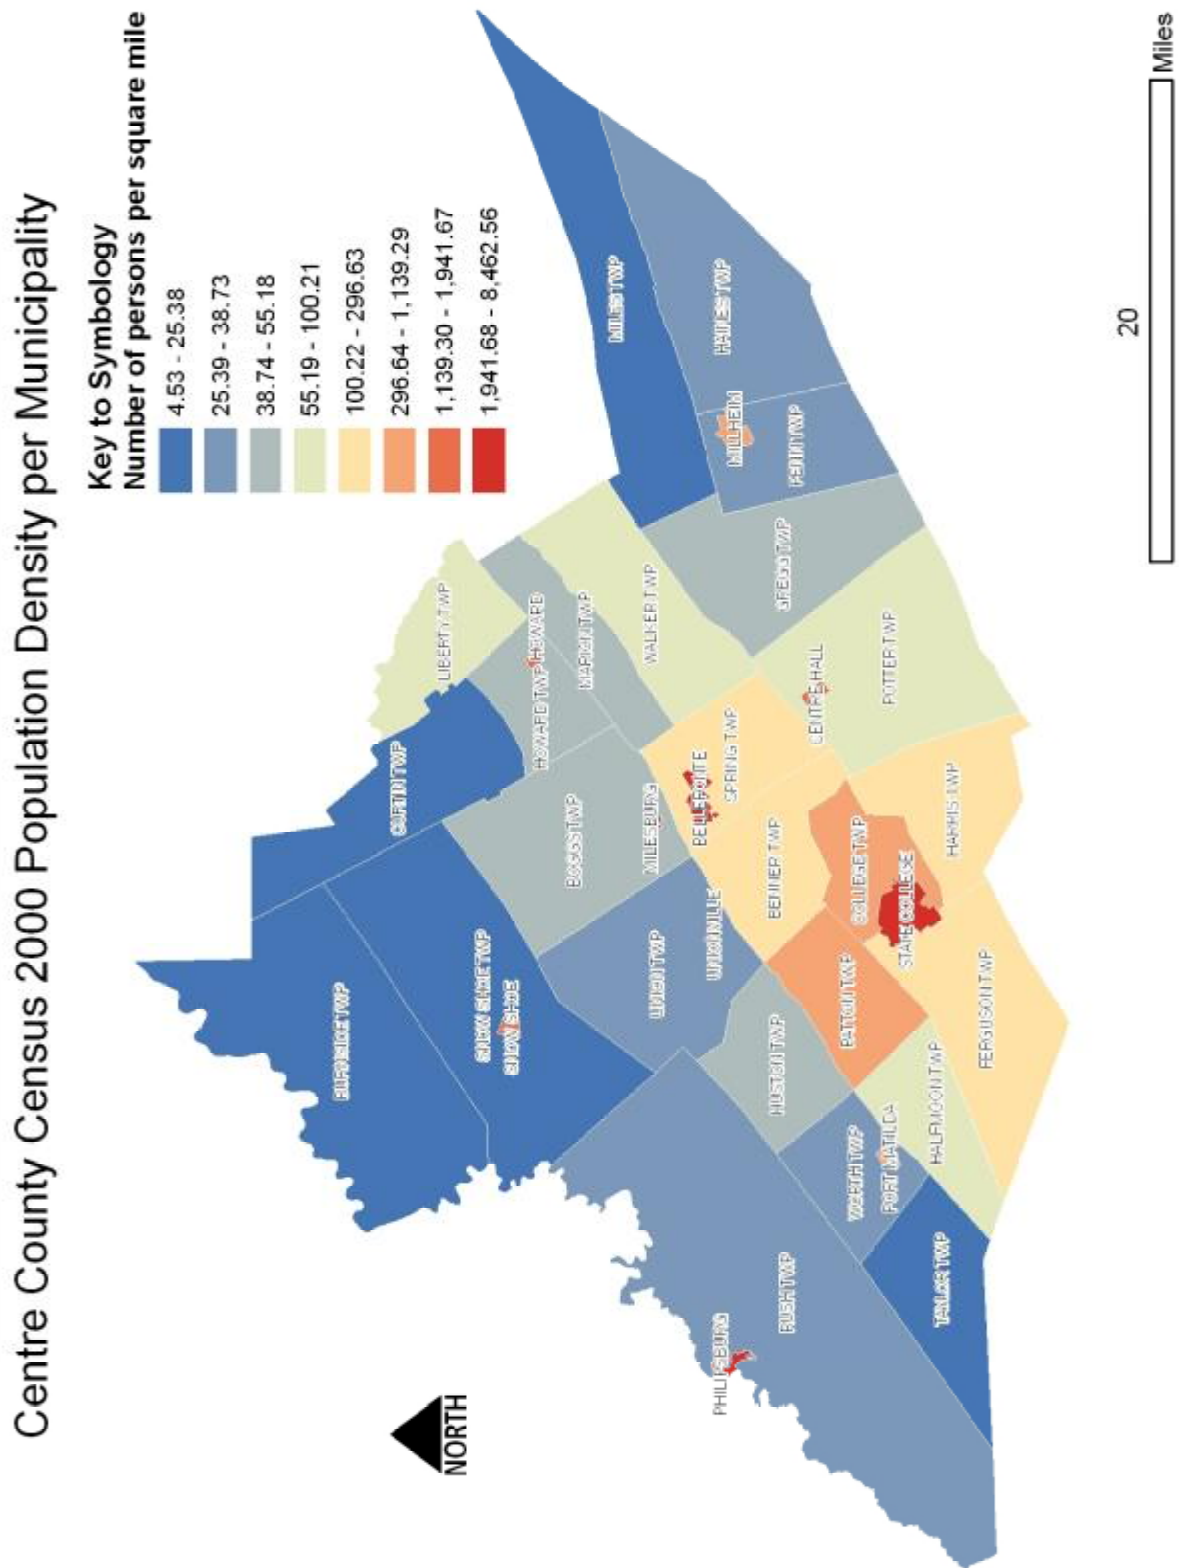 Centre County Census 2000 Population Density per Municipality
Key to Symbology
Number of persons per square mile
4.53 - 25.38
25.39 - 38.73
38.74 - 55.18
55.19 - 100.21
100.22 - 296.63
296.64 - 1,139.29
1,139.30 - 1,941.67
1,941.68 - 8,462.56
BURNSIDE TWP
CURTIN TWP
LIBERTY TWP
SNOW SHOE TWP
SNOW SHOE
HOWARD TWP
HOWARD
BOGGS TWP
MARION TWP
MILES TWP
UNION TWP
MILESBURG
WALKER TWP
UNIONVILLE
BELLEFONTE
SPRING TWP
HAINES TWP
MILLHEIM
PHILIPSBURG
RUSH TWP
HUSTON TWP
BENNER TWP
GREGG TWP
PENN TWP
CENTRE HALL
WORTH TWP
PATTON TWP
COLLEGE TWP
PORT MATILDA
STATE COLLEGE
POTTER TWP
TAYLOR TWP
HALFMOON TWP
HARRIS TWP
FERGUSON TWP
NORTH
20
Miles